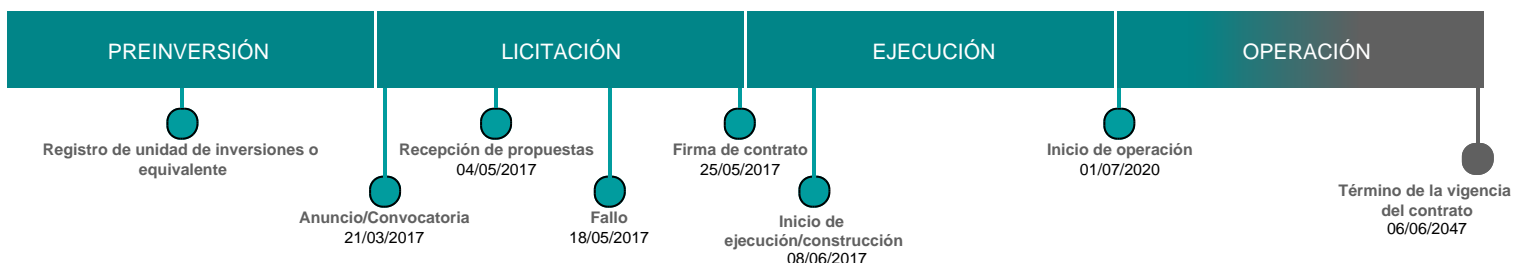 PREINVERSIÓN
LICITACIÓN
EJECUCIÓN
OPERACIÓN
Registro de unidad de inversiones o
equivalente
Anuncio/Convocatoria
21/03/2017
Recepción de propuestas
04/05/2017
Fallo
18/05/2017
Firma de contrato
25/05/2017
Inicio de
ejecución/construcción
08/06/2017
Inicio de operación
01/07/2020
Término de la vigencia
del contrato
06/06/2047